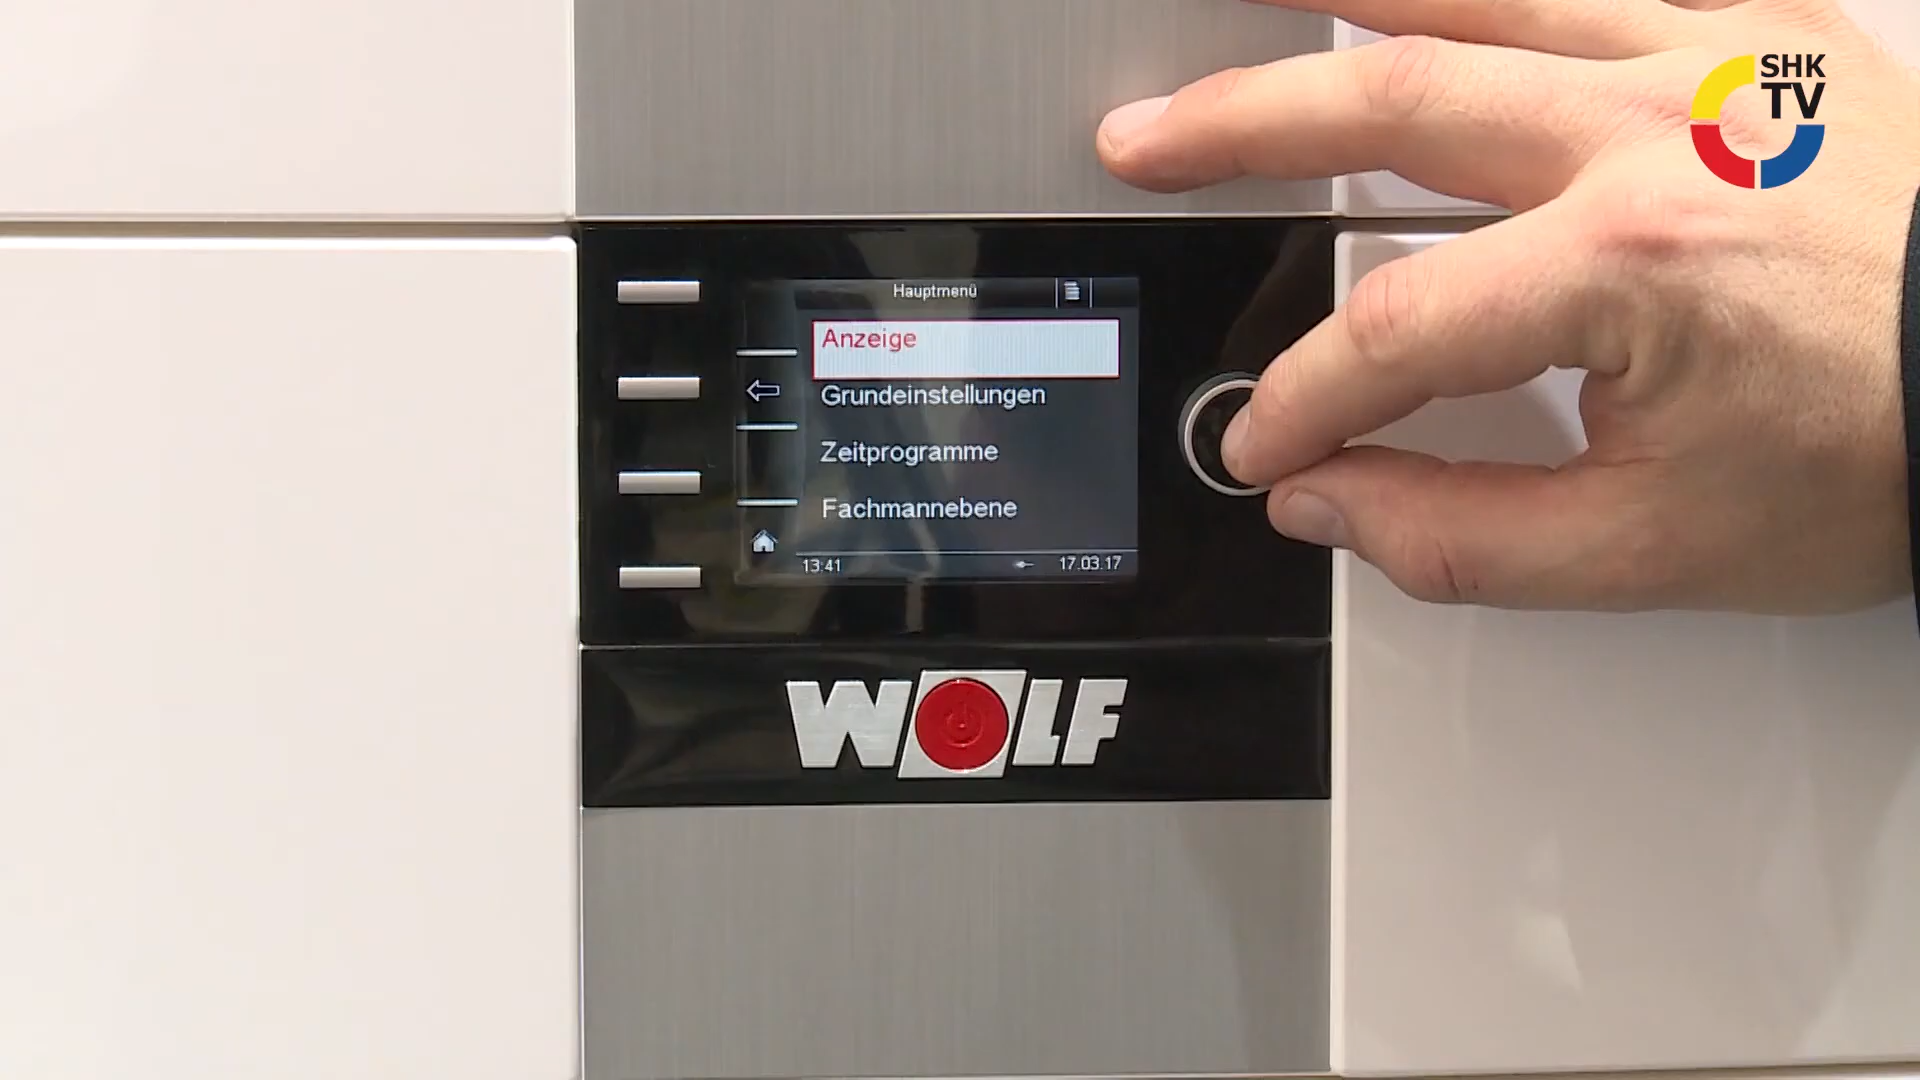 SHK
TV
Hauptmenü
Anzeige
Grundeinstellungen
Zeitprogramme
Fachmannebene
13:41
17.03.17
WOLF